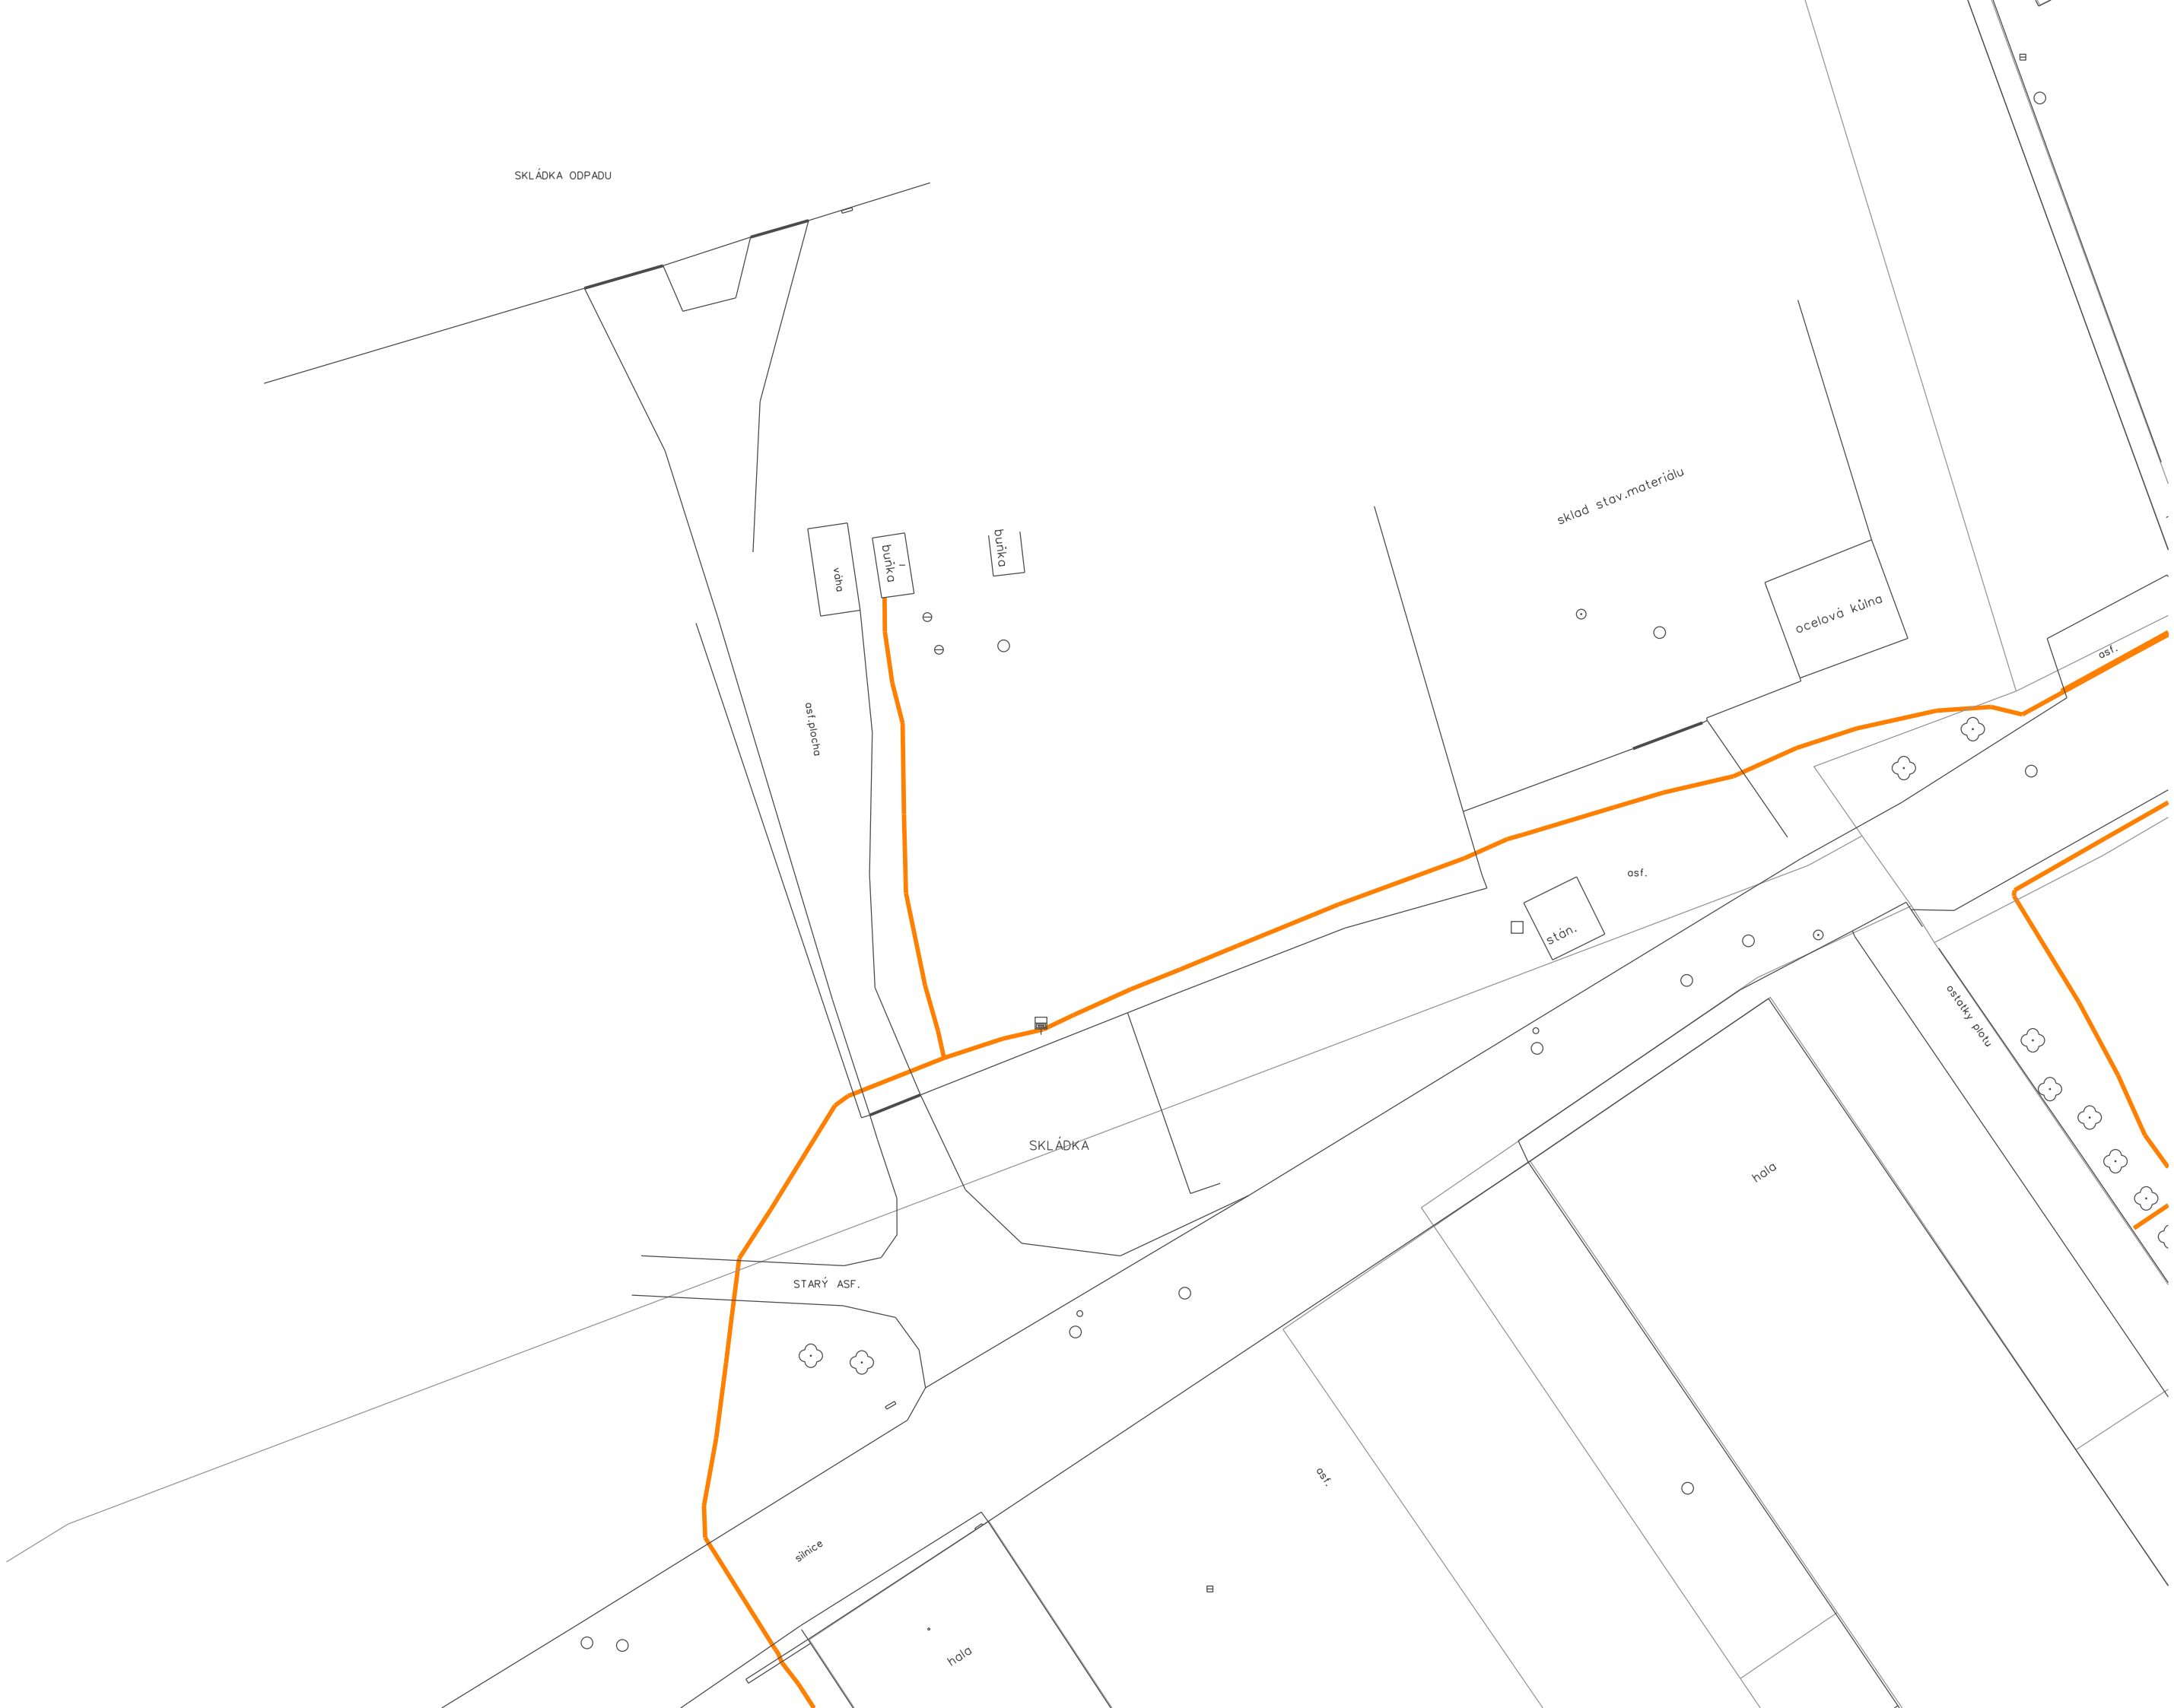 SKLÁDKA ODPADU
sklad stav.materiálu
buňka
buňka
váha
ocelová kůlna
asf.
asf.plocha
asf.
stán.
ostatky plotu
SKLÁDKA
hala
STARÝ ASF.
asf.
silnice
hala